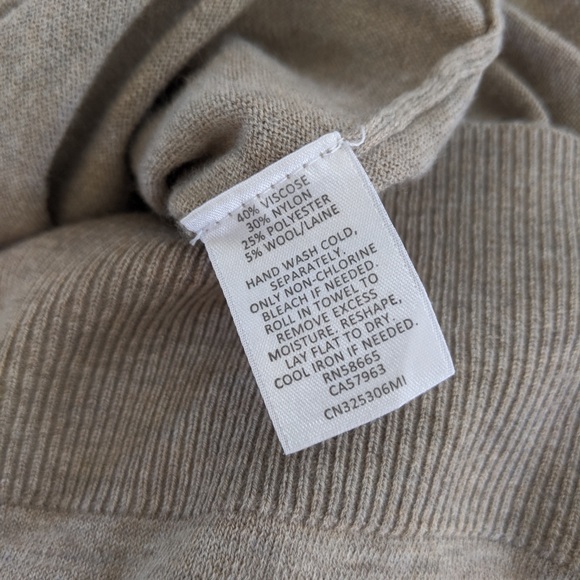 40% VISCOSE
30% NYLON
25% POLYESTER
5% WOOL/LAINE
HAND WASH COLD,
SEPARATELY,
ONLY NON-CHLORINE
BLEACH IF NEEDED.
ROLL IN TOWEL TO
REMOVE EXCESS
MOISTURE, RESHAPE,
LAY FLAT TO DRY.
COOL IRON IF NEEDED.
RN58665
CA57963
CN325306MI